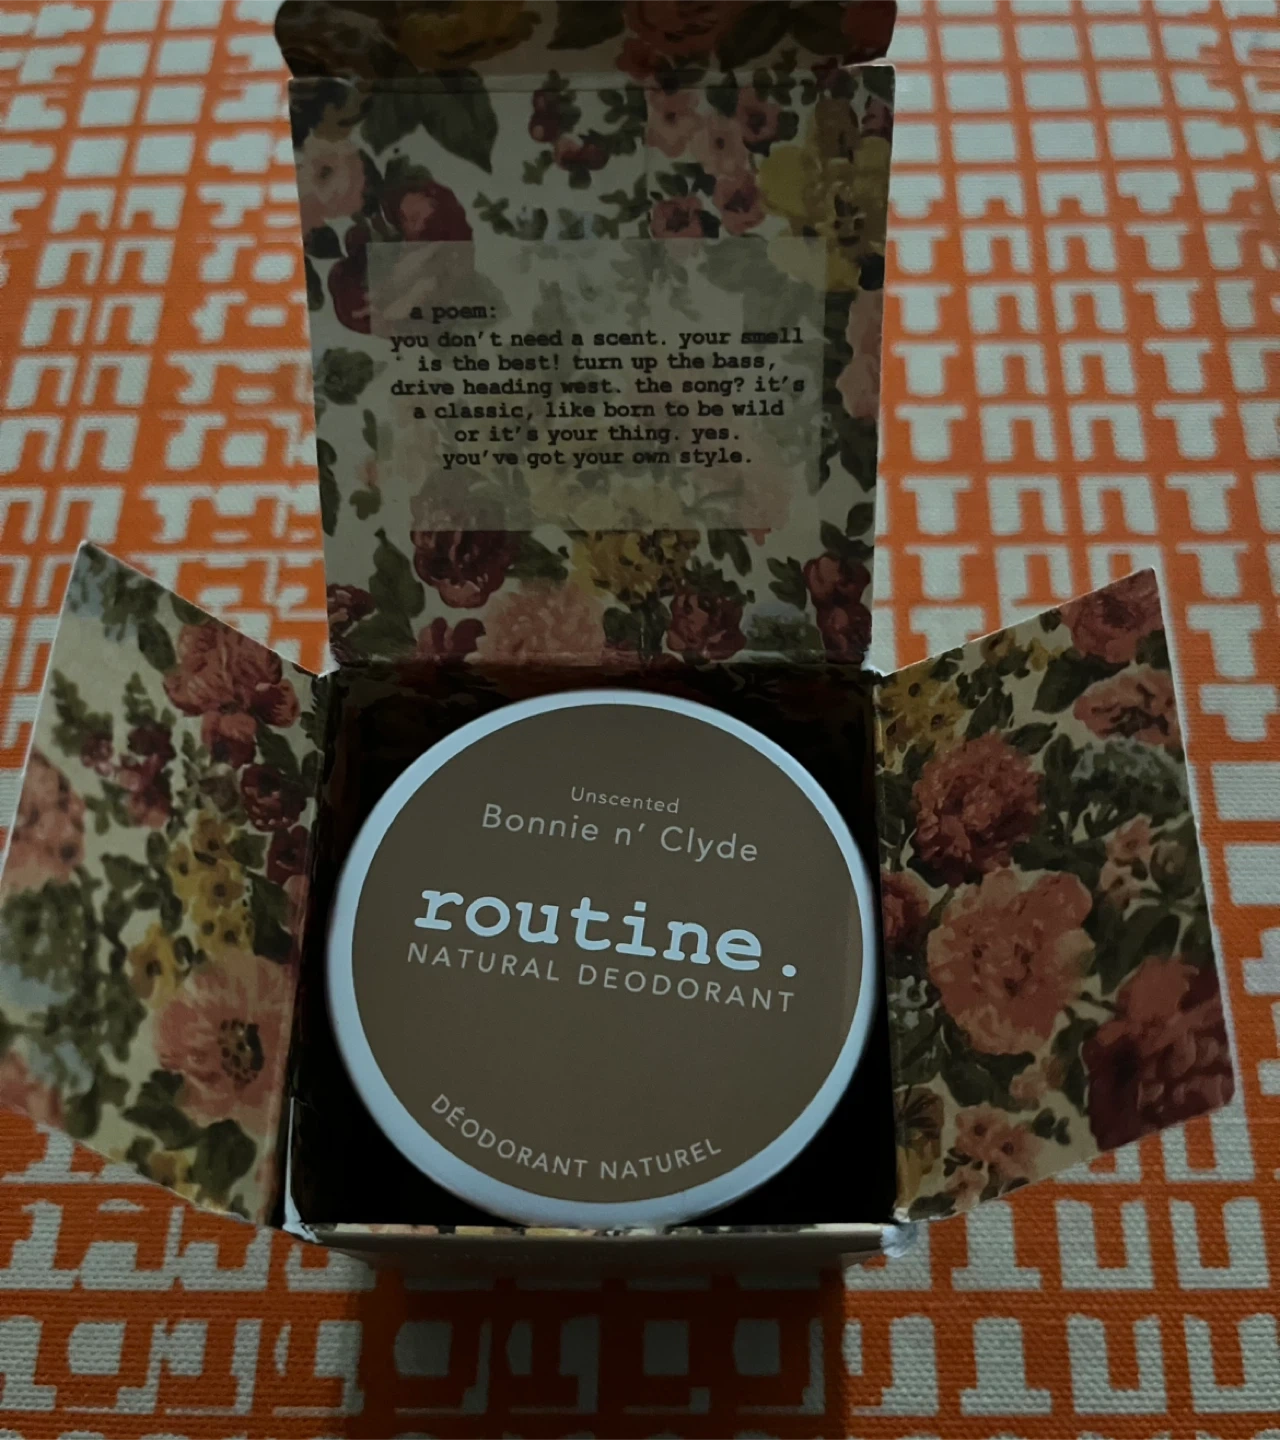 a poem:
you don't need a scent. your smell
is the best! turn up the bass,
drive heading west. the song? it's
a classic, like born to be wild
or it's your thing. yes.
you've got your own style.
Unscented
Bonnie n' Clyde
routine.
NATURAL DEODORANT
DÉODORANT NATUREL